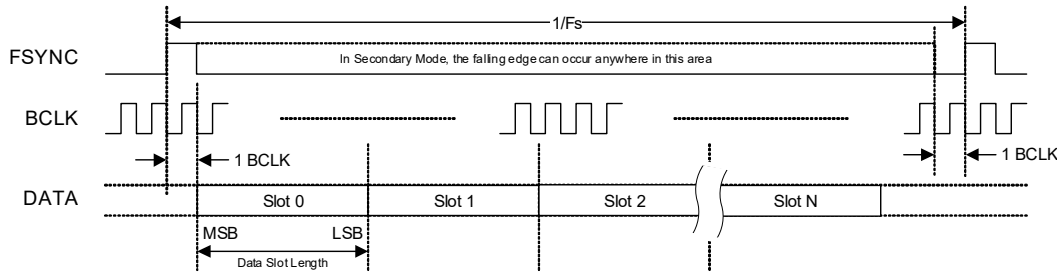 1/Fs
FSYNC
In Secondary Mode, the falling edge can occur anywhere in this area
BCLK
1 BCLK
1 BCLK
DATA
Slot 0
Slot 1
Slot 2
Slot N
MSB
LSB
Data Slot Length